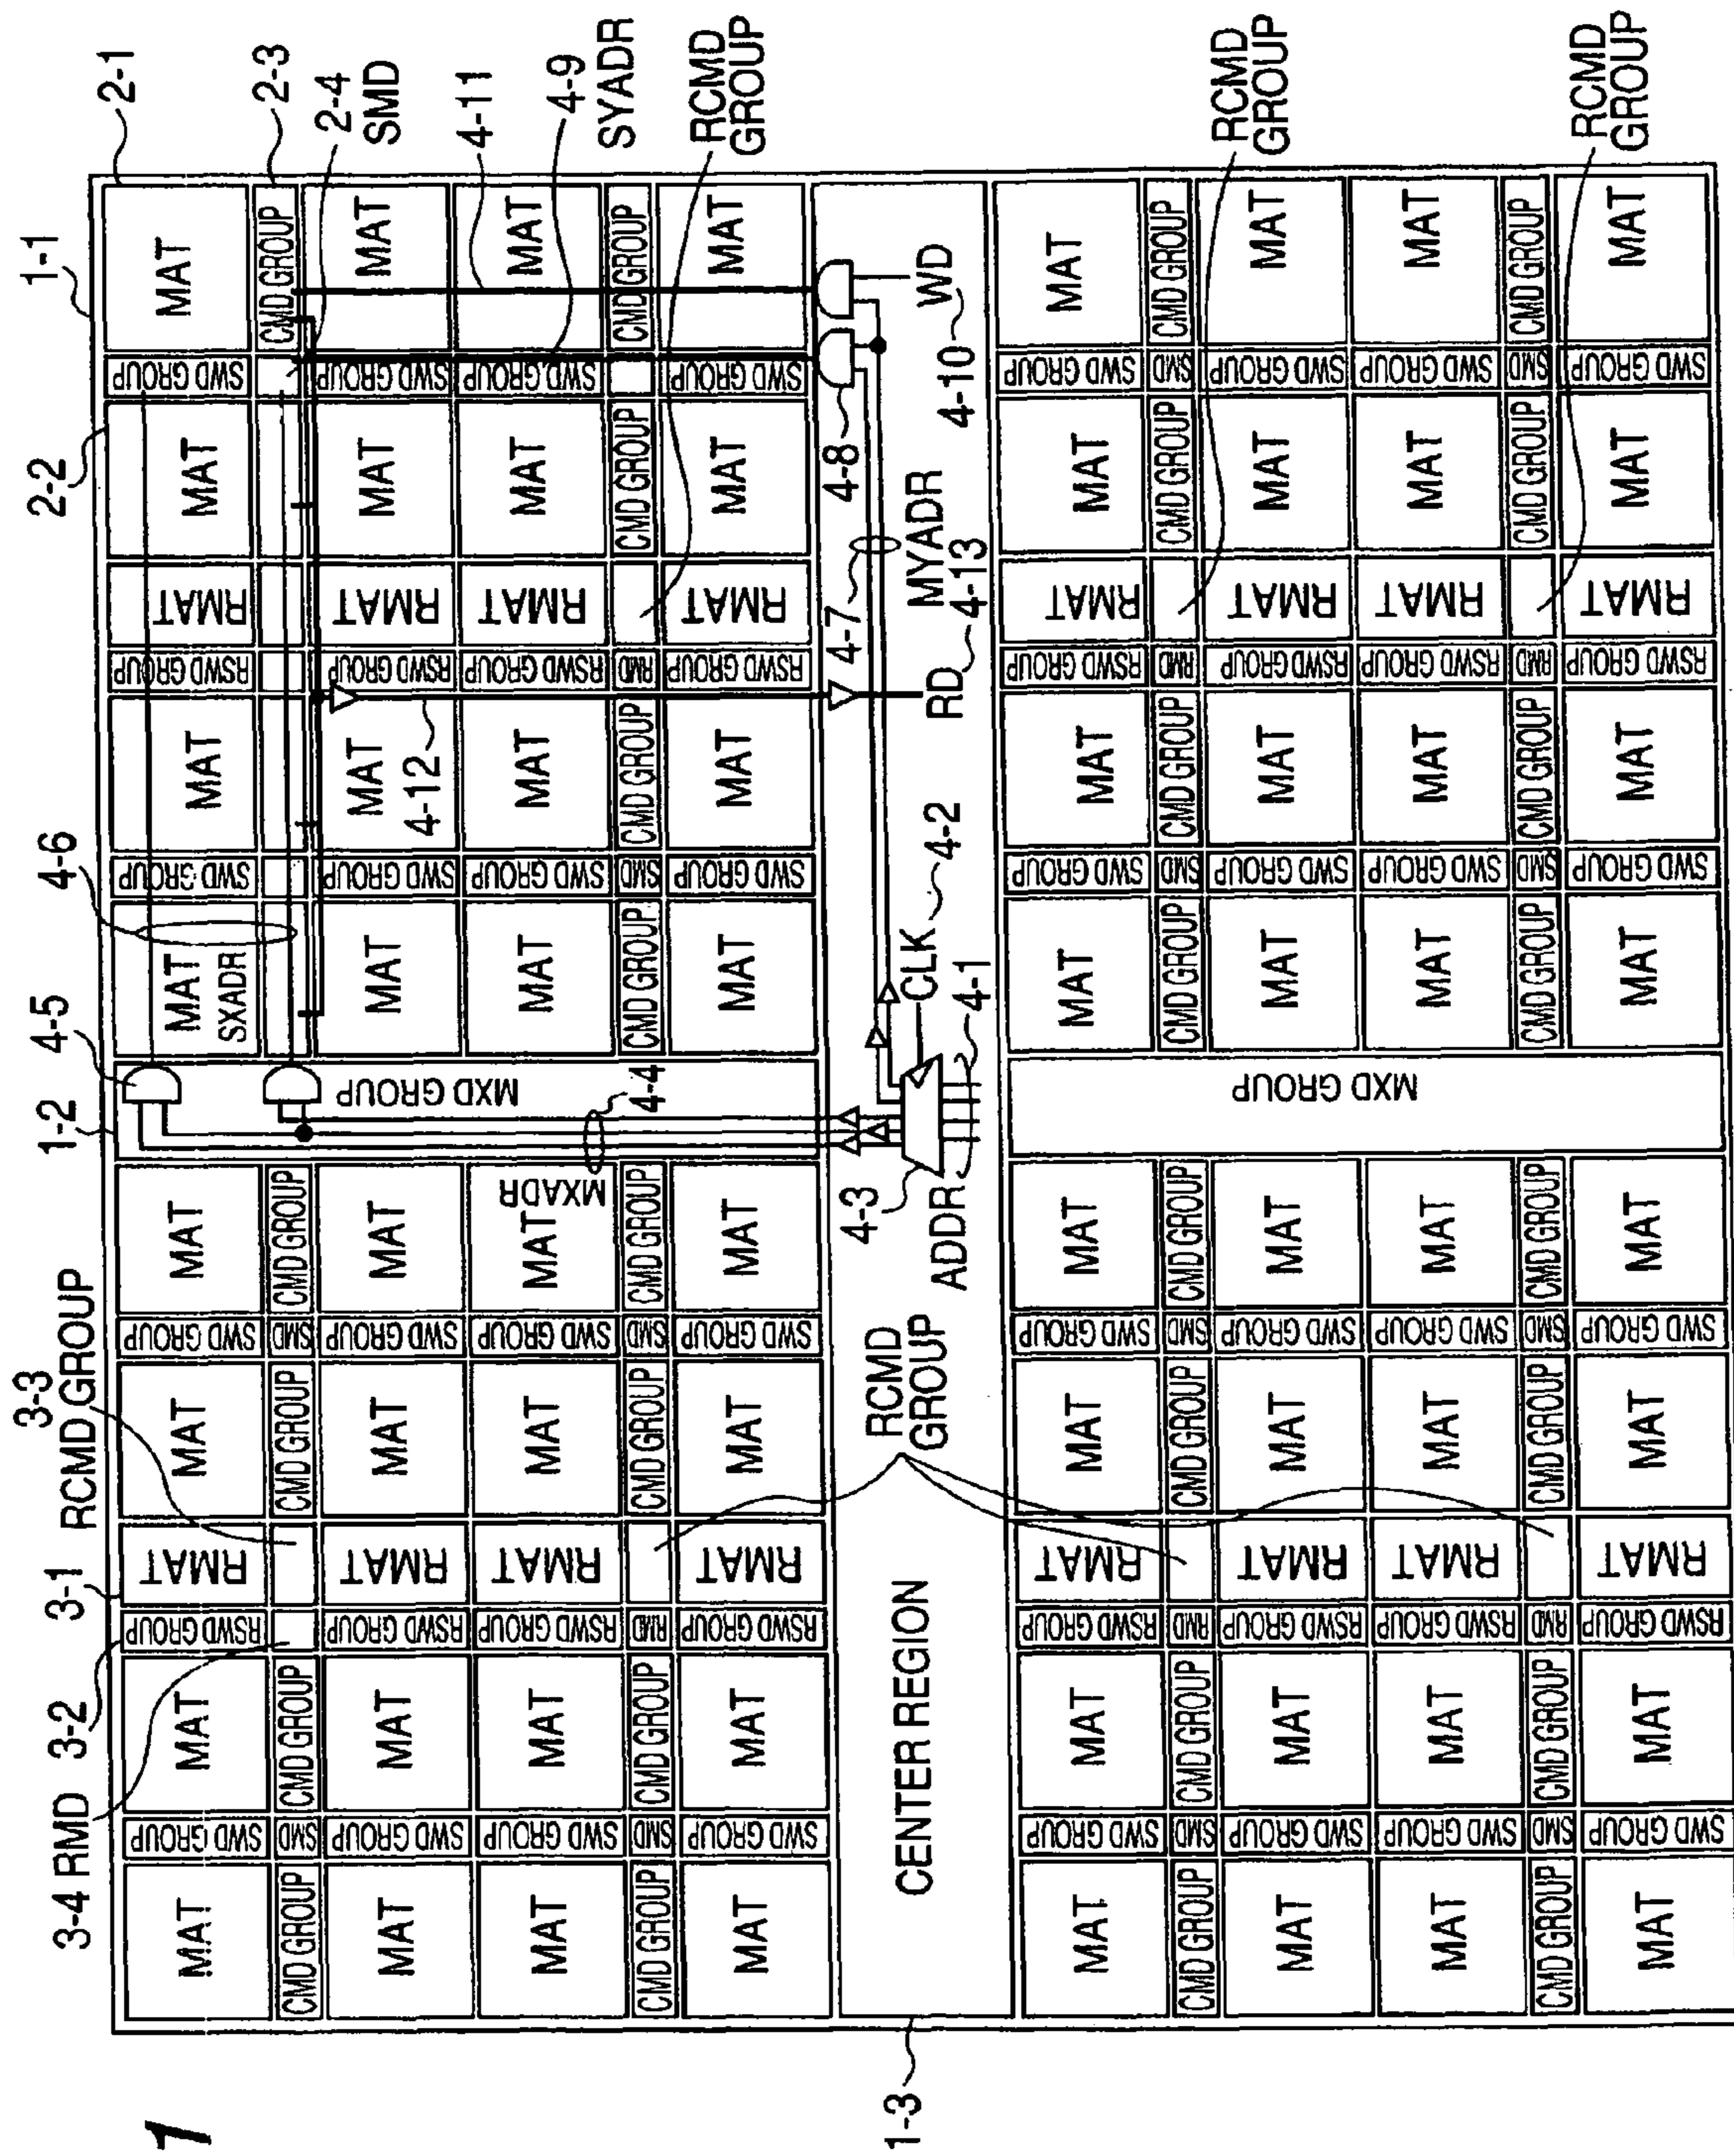 1
3-3
3-4 RMD 3-2 3-1 RCMD GROUP 1-2 4-5 4-6 2-2 1-1
2-1
MAT SWD GROUP MAT RSWD GROUP RMAT MAT SWD GROUP MAT MAT SWD GROUP MAT RSWD GROUP RMAT MAT SWD GROUP MAT
SXADR
2-3
CMD GROUP SMD CMD GROUP CMD GROUP SMD CMD GROUP CMD GROUP
2-4
SMD
MAT SWD GROUP MAT RSWD GROUP RMAT MAT SWD GROUP MAT MXD GROUP MAT SWD GROUP MAT RSWD GROUP RMAT MAT SWD GROUP MAT
4-12
4-11
MAT SWD GROUP MAT RSWD GROUP RMAT MAT SWD GROUP MAT MAT SWD GROUP MAT RSWD GROUP RMAT MAT SWD GROUP MAT
MXADR 4-4
4-9
SYADR
CMD GROUP SMD CMD GROUP RMD CMD GROUP SMD CMD GROUP CMD GROUP SMD CMD GROUP RMD CMD GROUP CMD GROUP
MAT SWD GROUP MAT RSWD GROUP RMAT MAT SWD GROUP MAT MAT SWD GROUP MAT RSWD GROUP RMAT MAT SWD GROUP MAT
RCMD
GROUP
4-7 4-8
1-3
CENTER REGION
RCMD
GROUP
4-3
ADDR 4-1
CLK 4-2
RD 4-13
MYADR
WD
4-10
MAT SWD GROUP MAT RSWD GROUP RMAT MAT SWD GROUP MAT MAT SWD GROUP MAT RSWD GROUP RMAT MAT SWD GROUP MAT
CMD GROUP SMD CMD GROUP RMD CMD GROUP SMD CMD GROUP CMD GROUP SMD CMD GROUP RMD CMD GROUP SMD CMD GROUP
RCMD
GROUP
MAT SWD GROUP MAT RSWD GROUP RMAT MAT SWD GROUP MAT MXD GROUP MAT SWD GROUP MAT RSWD GROUP RMAT MAT SWD GROUP MAT
MAT SWD GROUP MAT RSWD GROUP RMAT MAT SWD GROUP MAT MAT SWD GROUP MAT RSWD GROUP RMAT MAT SWD GROUP MAT
CMD GROUP SMD CMD GROUP RMD CMD GROUP SMD CMD GROUP CMD GROUP SMD CMD GROUP RMD CMD GROUP SMD CMD GROUP
RCMD
GROUP
MAT SWD GROUP MAT RSWD GROUP RMAT MAT SWD GROUP MAT MAT SWD GROUP MAT RSWD GROUP RMAT MAT SWD GROUP MAT